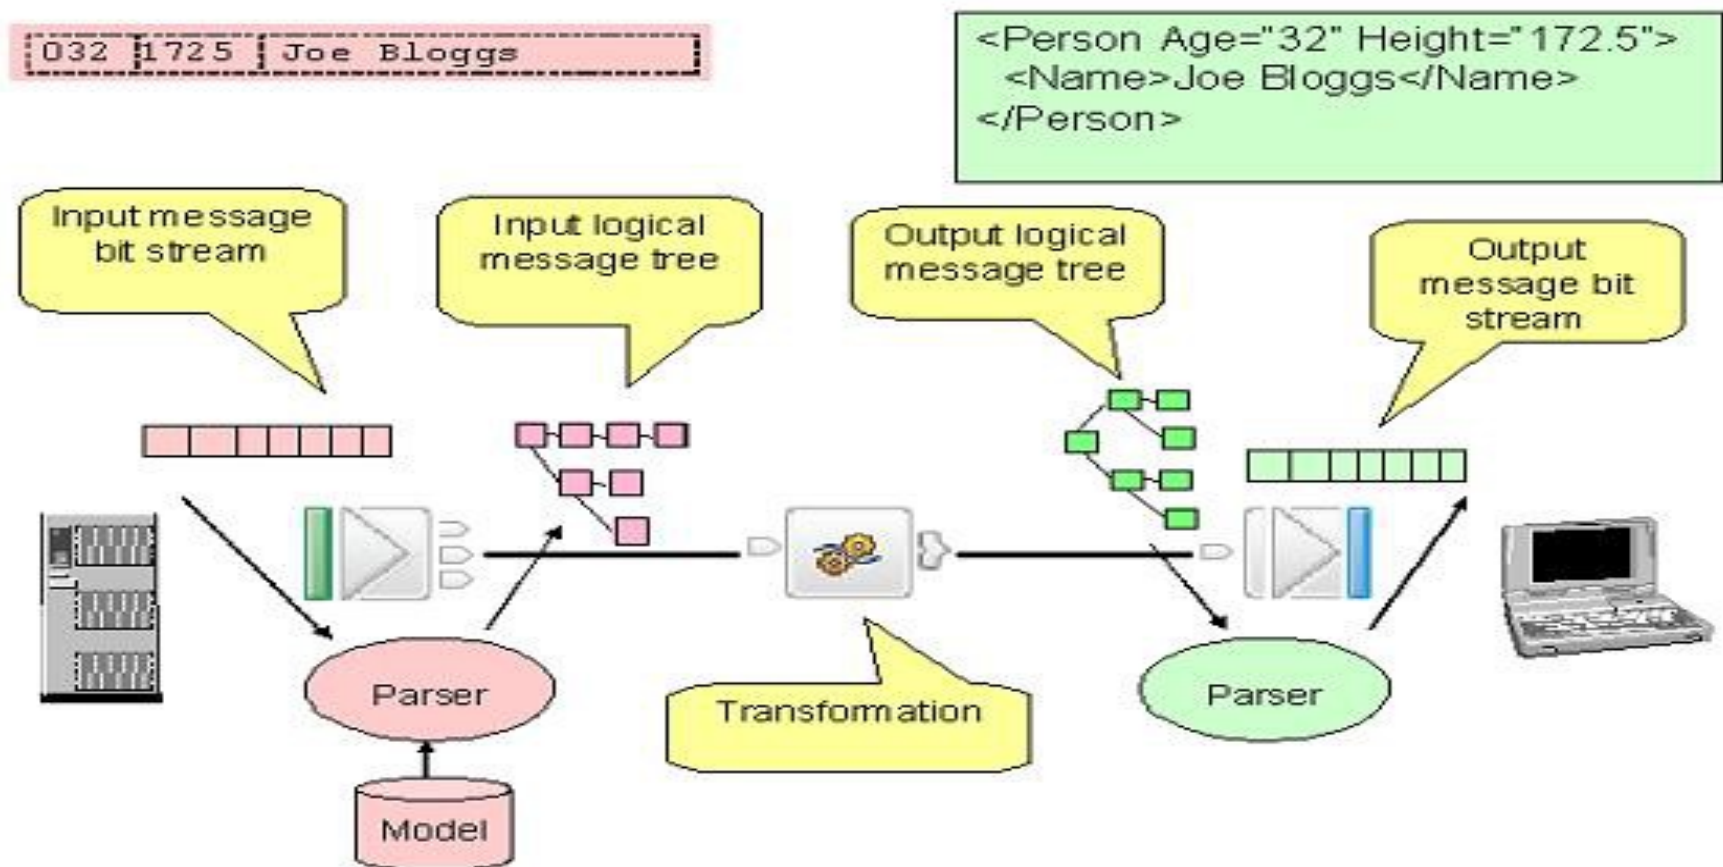 032 1725 Joe Bloggs
<Person Age="32" Height="172.5">
<Name>Joe Bloggs</Name>
</Person>
Input message
bit stream
Input logical
message tree
Output logical
message tree
Output
message bit
stream
Parser
Transformation
Parser
Model